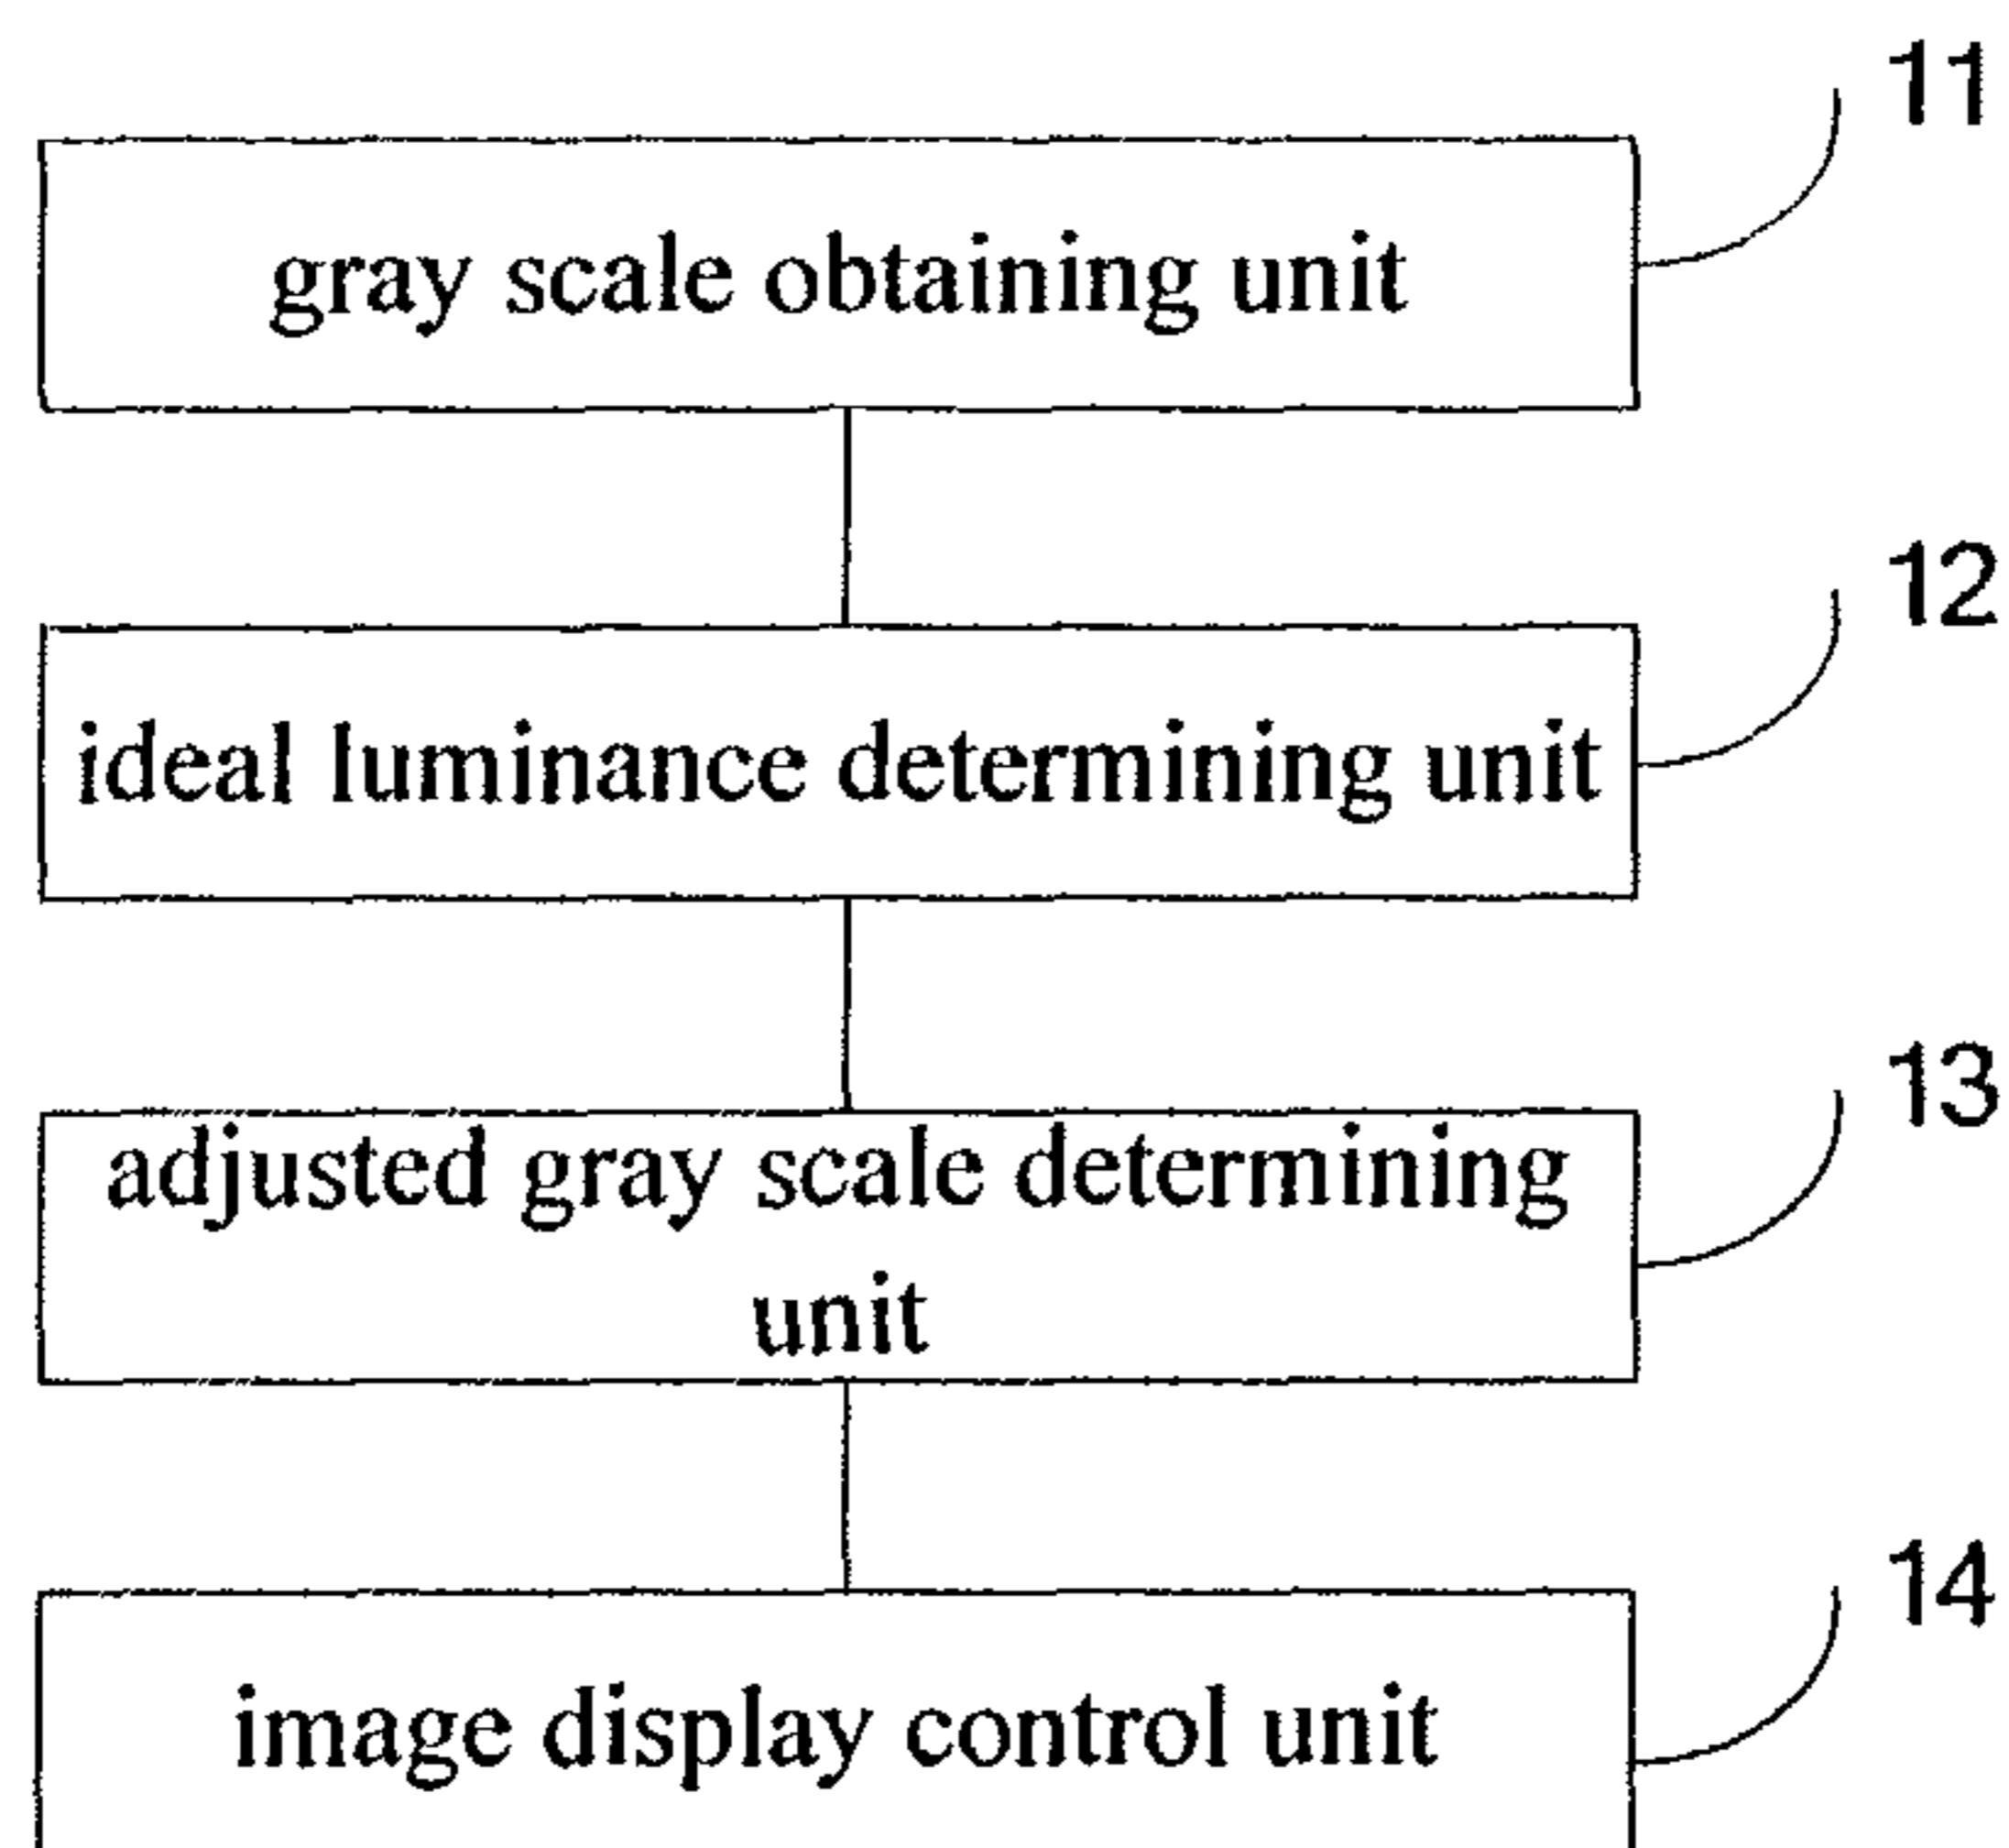 11
gray scale obtaining unit
12
ideal luminance determining unit
13
adjusted gray scale determining
unit
14
image display control unit